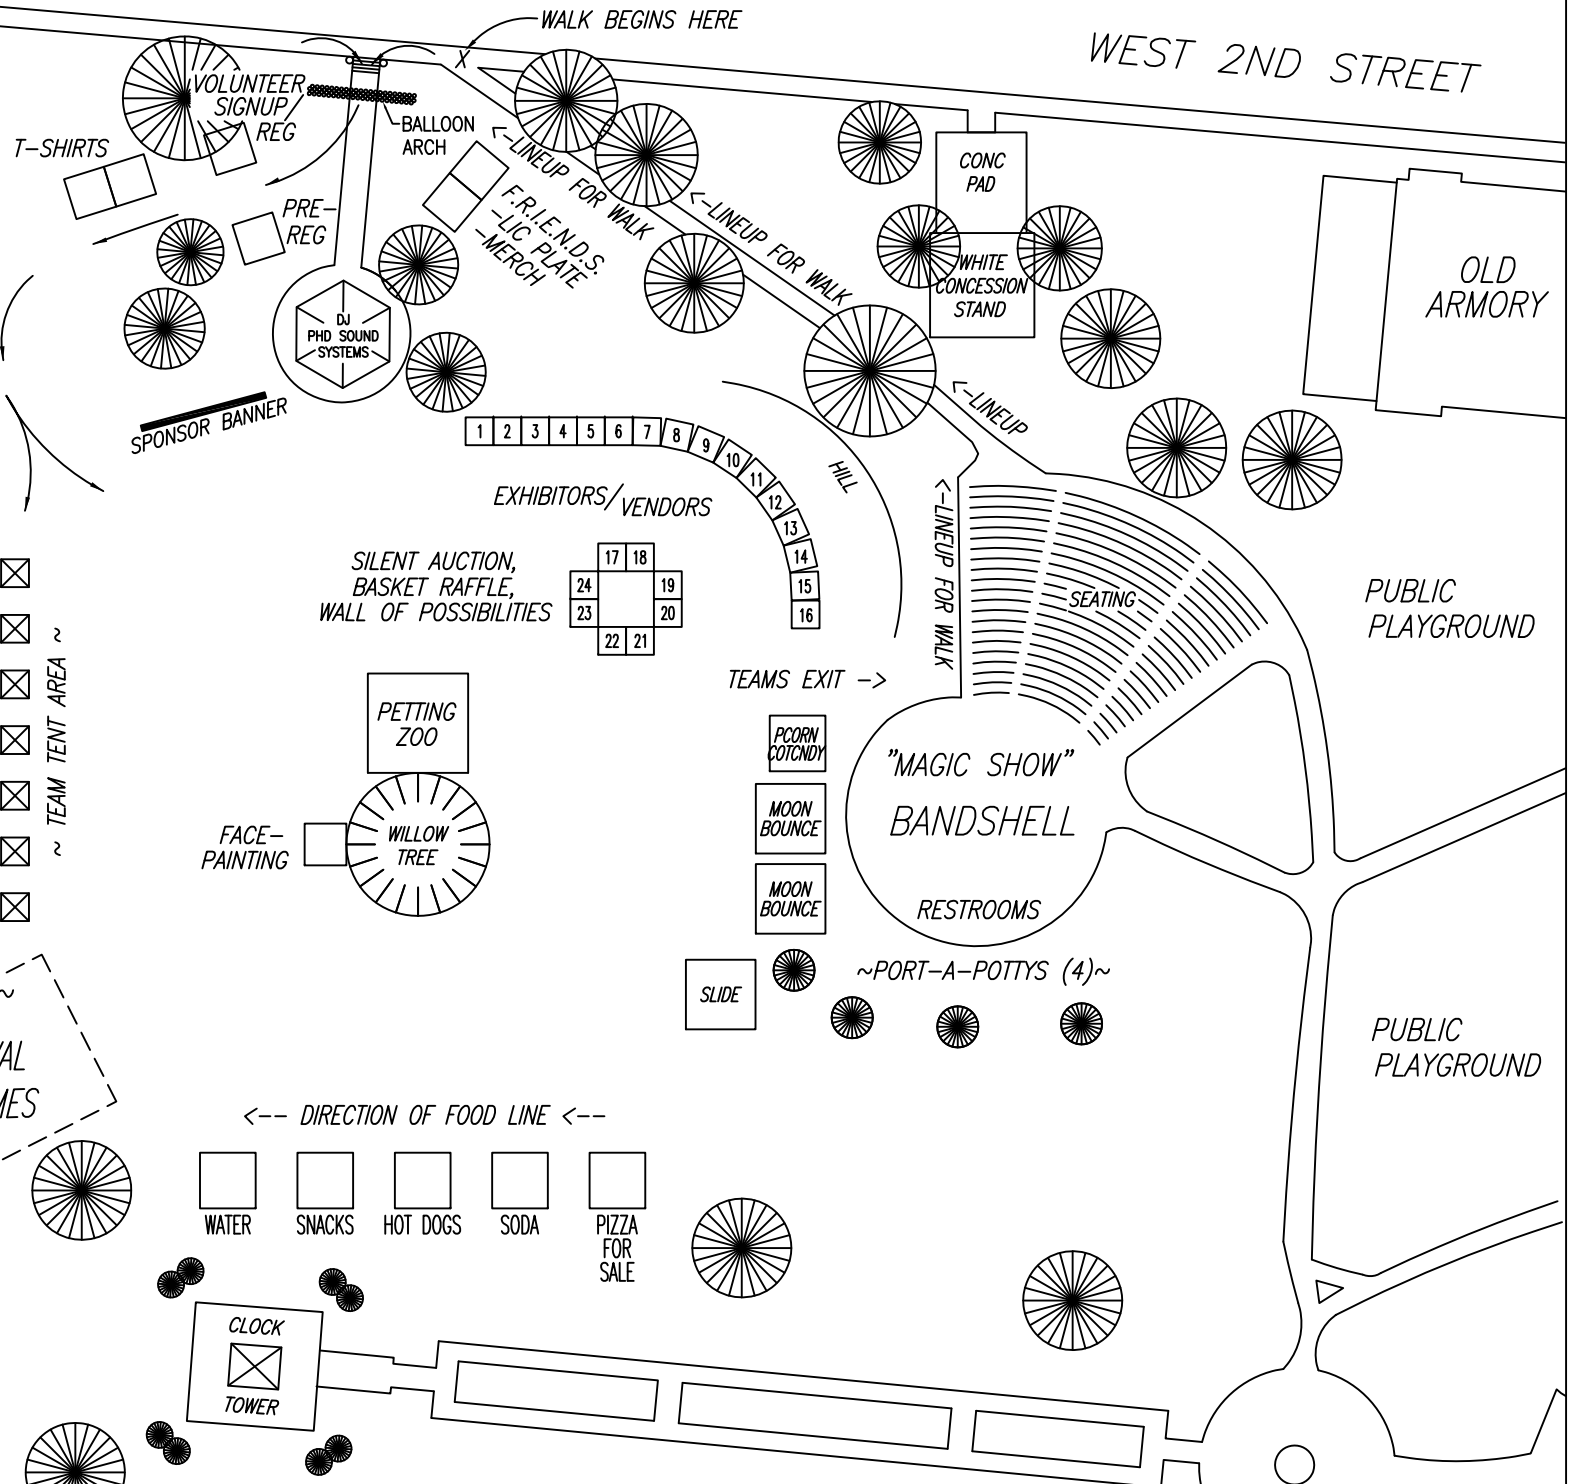 WALK BEGINS HERE
WEST 2ND STREET
VOLUNTEER
SIGNUP
REG
BALLOON
ARCH
T-SHIRTS
<-LINEUP FOR WALK
<-LINEUP FOR WALK
CONC
PAD
PRE-
REG
F.R.I.E.N.D.S.
-LIC PLATE
-MERCH
WHITE
CONCESSION
STAND
OLD
ARMORY
DJ
PHD SOUND
SYSTEMS
SPONSOR BANNER
<-LINEUP
1 2 3 4 5 6 7 8 9 10 11 12 13 14 15 16
HILL
EXHIBITORS/VENDORS
<-LINEUP FOR WALK
SILENT AUCTION,
BASKET RAFFLE,
WALL OF POSSIBILITIES
17 18
24 19
23 20
22 21
SEATING
PUBLIC
PLAYGROUND
~ TEAM TENT AREA ~
TEAMS EXIT ->
PETTING
ZOO
PCORN
COTCNDY
"MAGIC SHOW"
BANDSHELL
MOON
BOUNCE
FACE-
PAINTING
WILLOW
TREE
MOON
BOUNCE
RESTROOMS
~PORT-A-POTTYS (4)~
SLIDE
~
VAL
MES
PUBLIC
PLAYGROUND
<-- DIRECTION OF FOOD LINE <--
WATER
SNACKS
HOT DOGS
SODA
PIZZA
FOR
SALE
CLOCK
TOWER